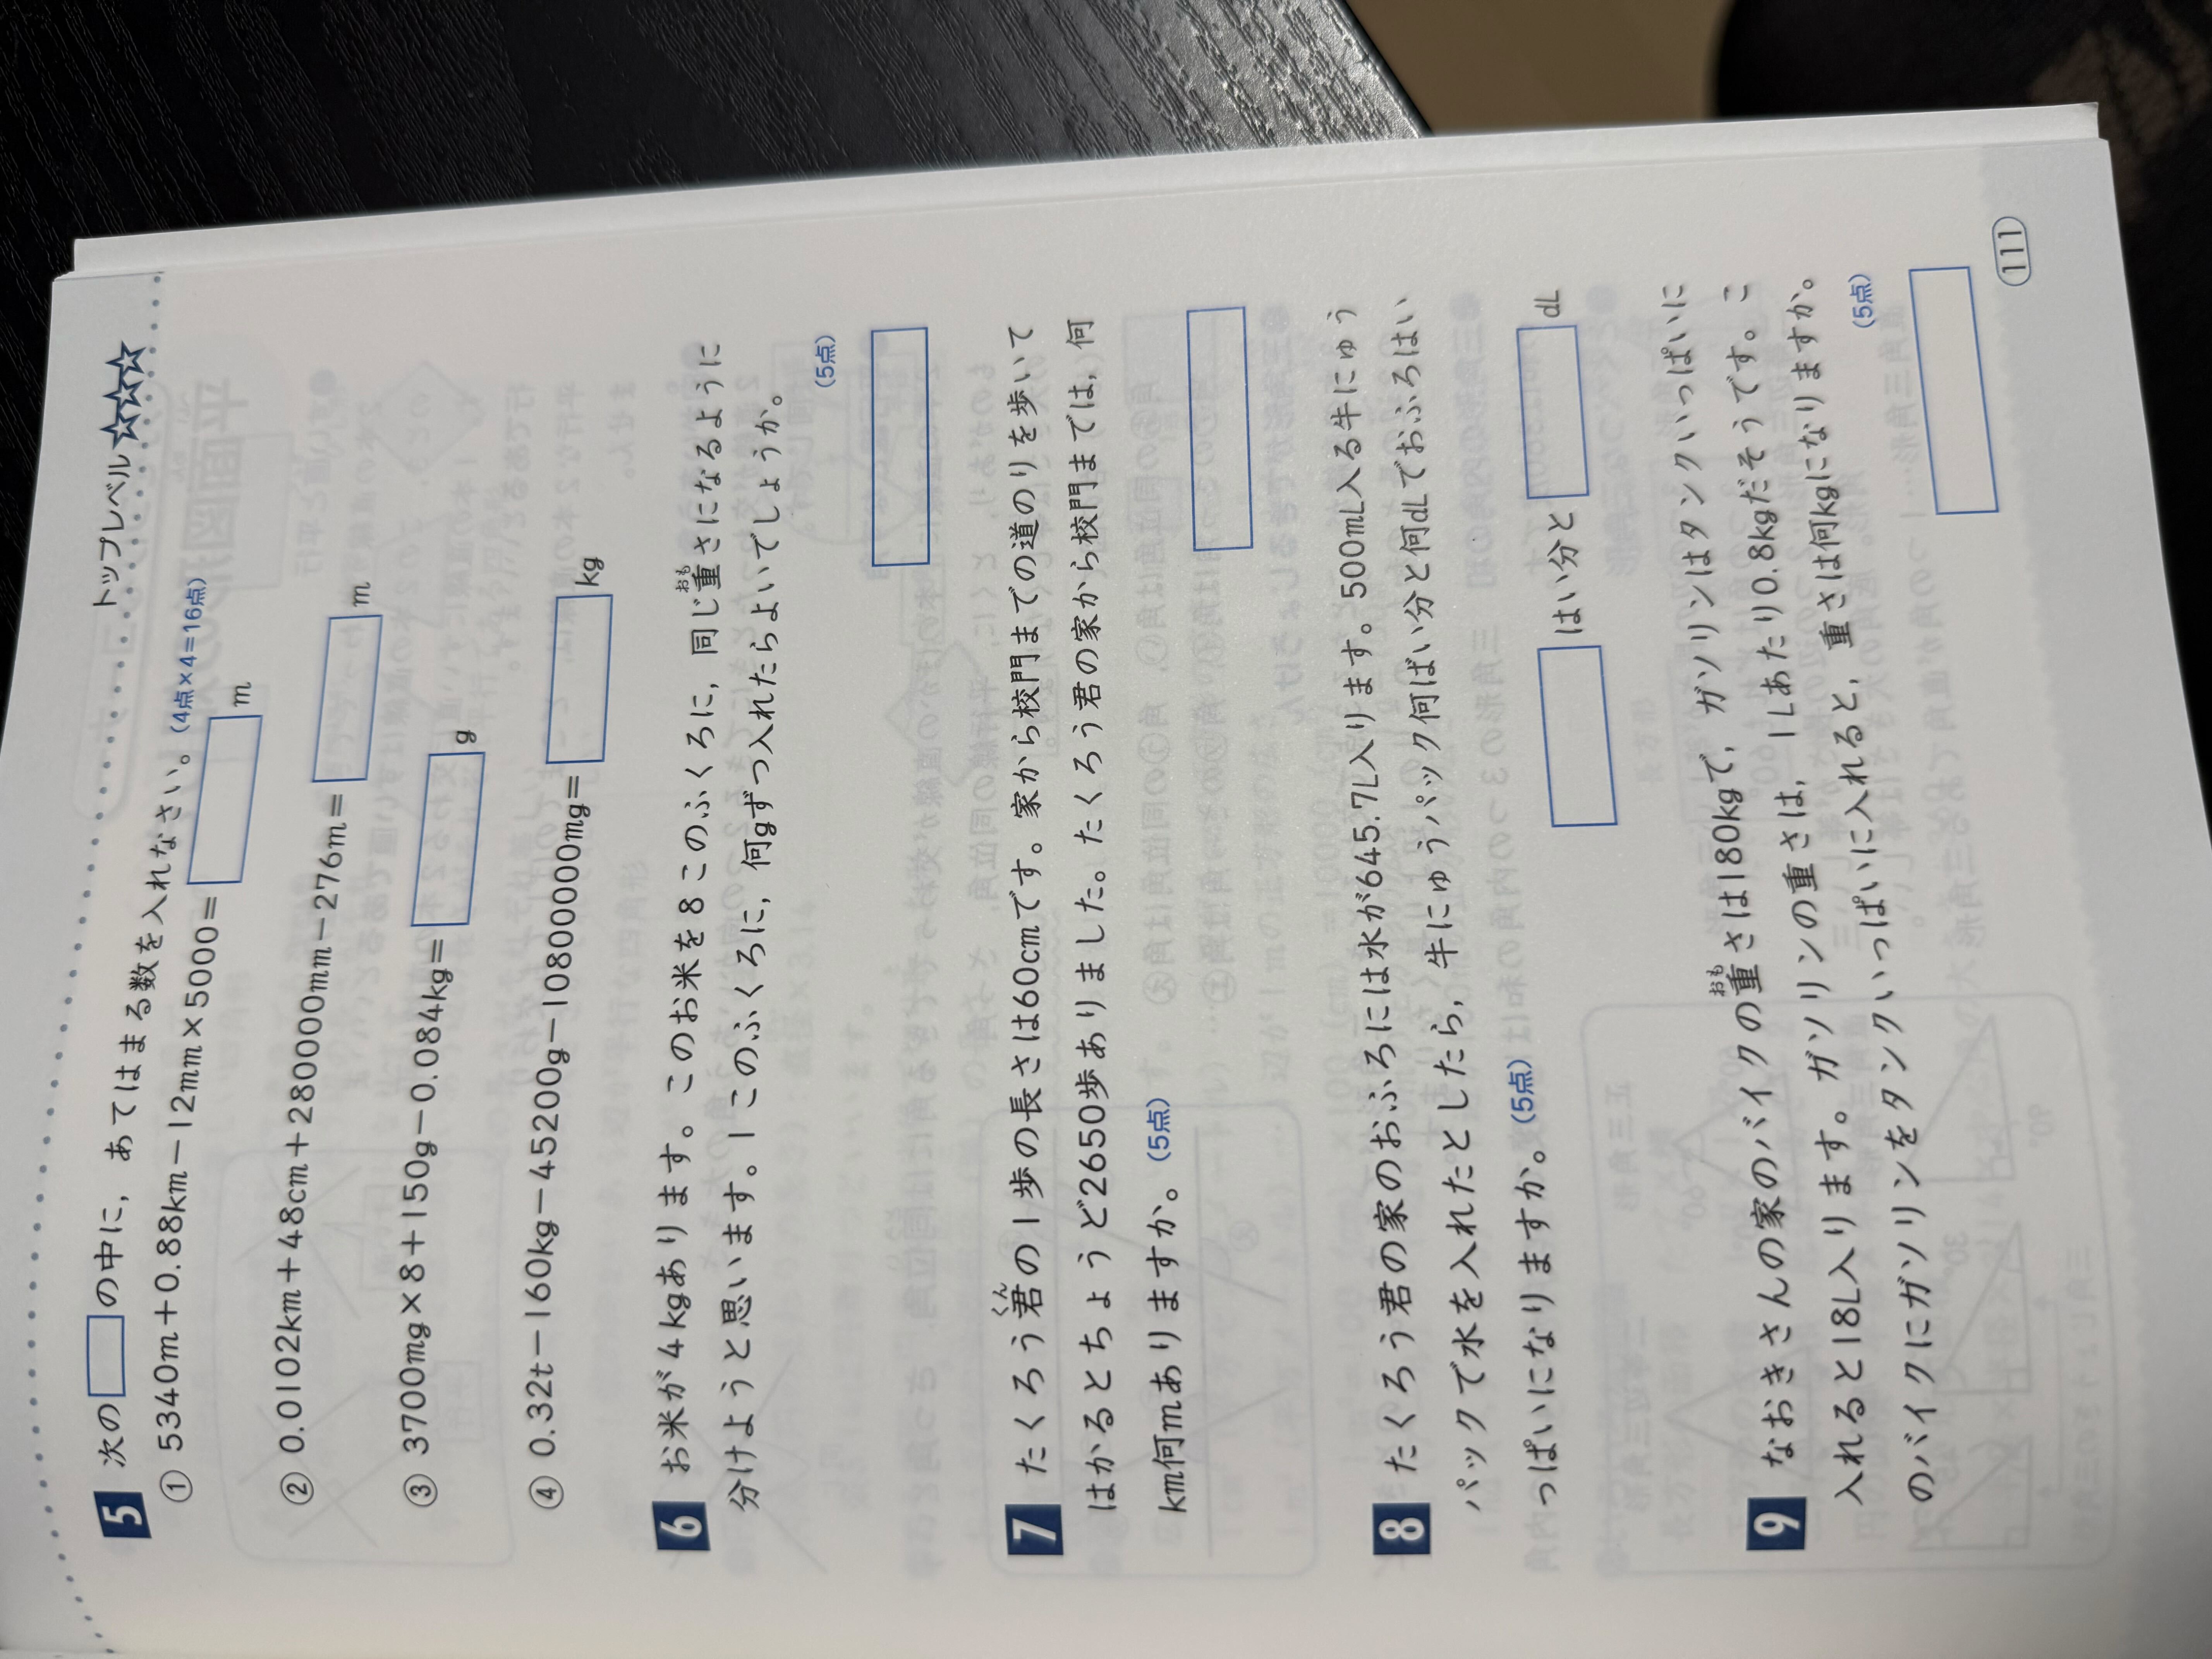 トップレベル☆☆☆
5 次の□の中に，あてはまる数を入れなさい。(4点×4=16点)
① 5340m＋0.88km－12mm×5000＝□m
② 0.0102km＋48cm＋280000mm－276m＝□m
③ 3700mg×8＋150g－0.084kg＝□g
④ 0.32t－160kg－45200g－10800000mg＝□kg
6 お米が4kgあります。このお米を8このふくろに，同じ重さになるように
おも
分けようと思います。1このふくろに，何gずつ入れたらよいでしょうか。
(5点)
7 たくろう君の1歩の長さは60cmです。家から校門までの道のりを歩いて
くん
はかるとちょうど2650歩ありました。たくろう君の家から校門までは，何
km何mありますか。(5点)
8 たくろう君の家のおふろには水が645.7L入ります。500mL入る牛にゅう
パックで水を入れたとしたら，牛にゅうパック何ばい分と何dLでおふろはい
っぱいになりますか。(5点)
□はい分と□dL
9 なおきさんの家のバイクの重さは180kgで，ガソリンはタンクいっぱいに
おも
入れると18L入ります。ガソリンの重さは，1Lあたり0.8kgだそうです。こ
のバイクにガソリンをタンクいっぱいに入れると，重さは何kgになりますか。
(5点)
111